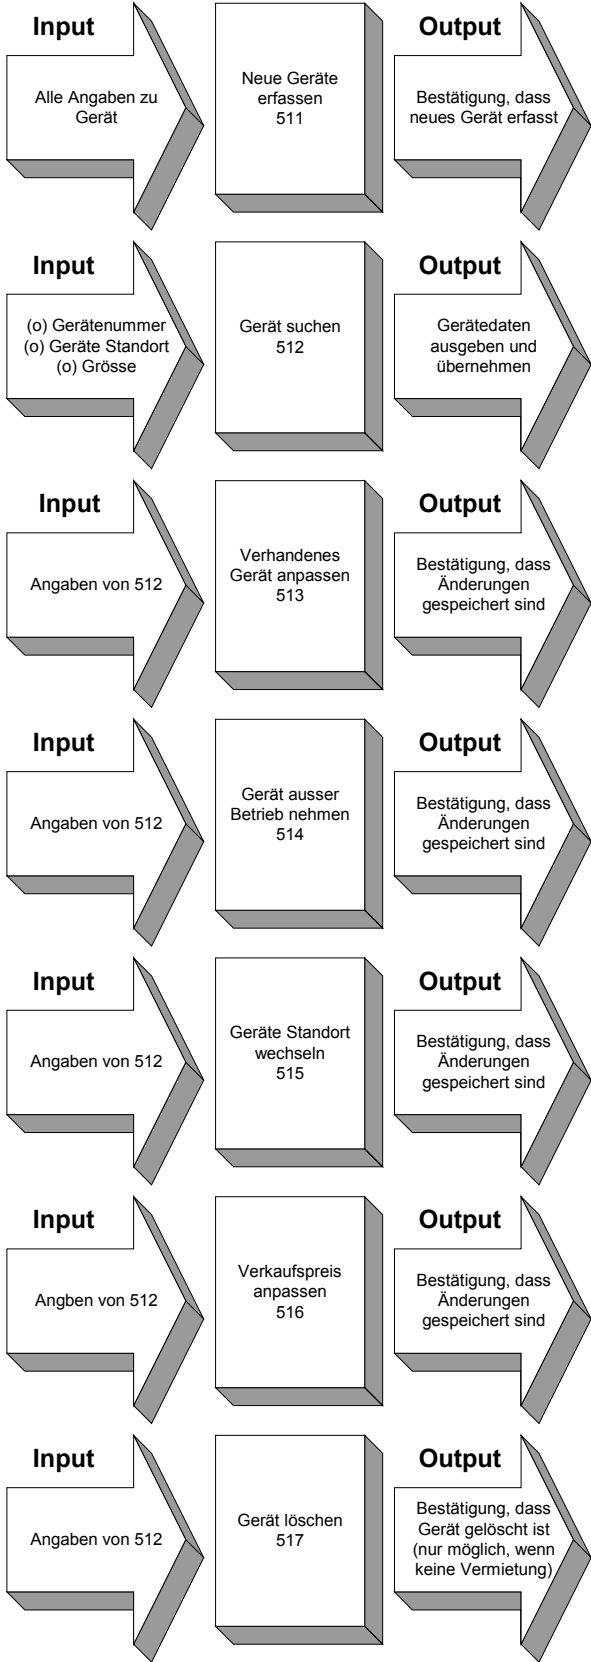 Input
Alle Angaben zu
Gerät
Neue Geräte
erfassen
511
Output
Bestätigung, dass
neues Gerät erfasst
Input
(o) Gerätenummer
(o) Geräte Standort
(o) Grösse
Gerät suchen
512
Output
Gerätedaten
ausgeben und
übernehmen
Input
Angaben von 512
Verhandenes
Gerät anpassen
513
Output
Bestätigung, dass
Änderungen
gespeichert sind
Input
Angaben von 512
Gerät ausser
Betrieb nehmen
514
Output
Bestätigung, dass
Änderungen
gespeichert sind
Input
Angaben von 512
Geräte Standort
wechseln
515
Output
Bestätigung, dass
Änderungen
gespeichert sind
Input
Angben von 512
Verkaufspreis
anpassen
516
Output
Bestätigung, dass
Änderungen
gespeichert sind
Input
Angaben von 512
Gerät löschen
517
Output
Bestätigung, dass
Gerät gelöscht ist
(nur möglich, wenn
keine Vermietung)